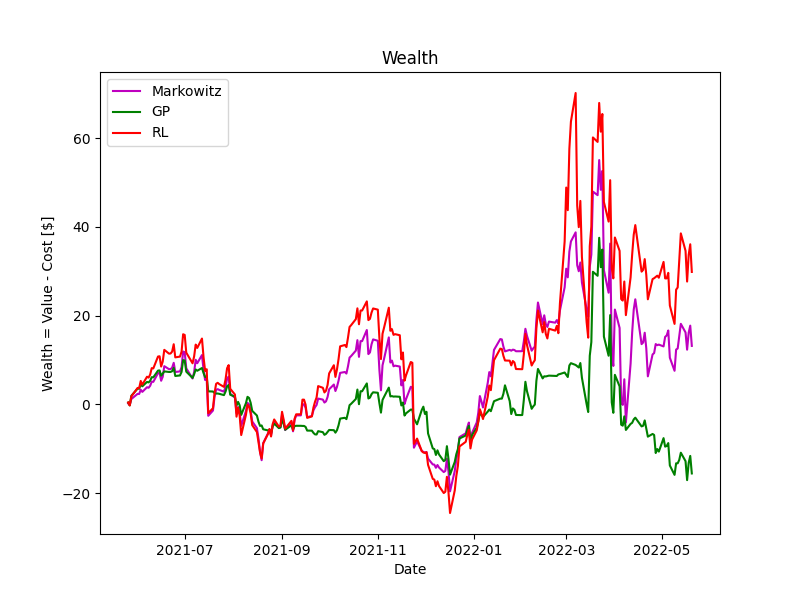 Wealth
Markowitz
GP
RL
Wealth = Value - Cost [$]
60
40
20
0
−20
2021-07
2021-09
2021-11
2022-01
2022-03
2022-05
Date